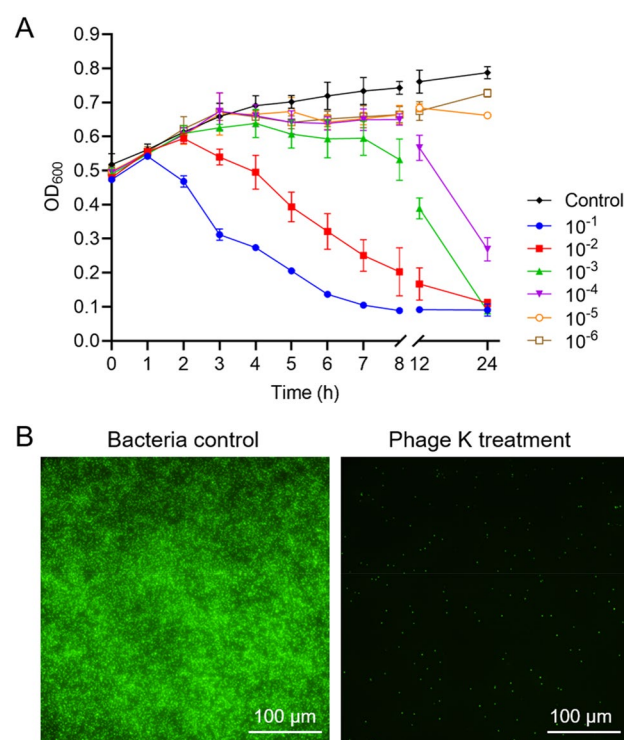 A
0.9
0.8
0.7
0.6
0.5
0.4
0.3
0.2
0.1
0.0
OD₆₀₀
0 1 2 3 4 5 6 7 8 12 24
Time (h)
Control
10⁻¹
10⁻²
10⁻³
10⁻⁴
10⁻⁵
10⁻⁶
B
Bacteria control Phage K treatment
100 µm 100 µm